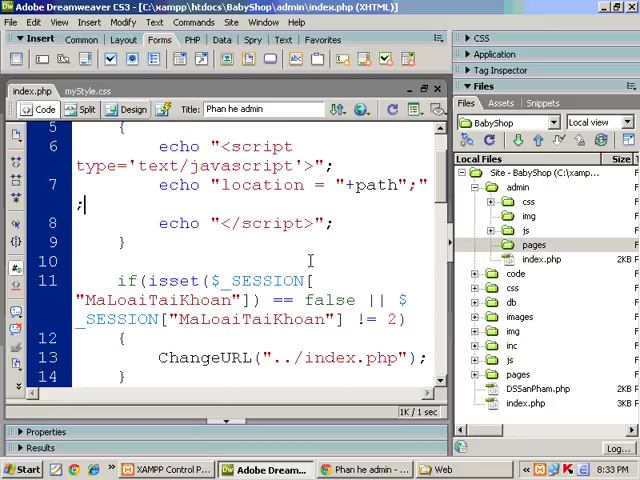 Adobe Dreamweaver CS3 - [C:\xampp\htdocs\BabyShop\admin\index.php (XHTML)]
File Edit View Insert Modify Text Commands Site Window Help
Insert Common Layout Forms PHP Data Spry Text Favorites
index.php myStyle.css
Code Split Design Title: Phan he admin
5 {
6 echo "<script
type='text/javascript'>";
7 echo "location = "+path";"
;
8 echo "</script>";
9 }
10
11 if(isset($_SESSION[
"MaLoaiTaiKhoan"]) == false || $
_SESSION["MaLoaiTaiKhoan"] != 2)
12 {
13 ChangeURL("../index.php");
14 }
1K / 1 sec
Properties
Results
CSS
Application
Tag Inspector
Files
Files Assets Snippets
BabyShop Local view
Local Files Size
Site - BabyShop (C:\xa
admin
css
img
js
pages
index.php 2KB
code
css
db
images
img
inc
js
pages
DSSanPham.php 2KB
index.php 2KB
Log...
Start XAMPP Control P... Adobe Dream... Phan he admin - ... Web 8:33 PM